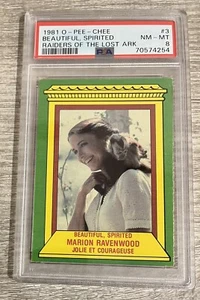 1981 O-PEE-CHEE #3
BEAUTIFUL, SPIRITED NM-MT
RAIDERS OF THE LOST ARK 8
PSA 70574254
BEAUTIFUL, SPIRITED
MARION RAVENWOOD
JOLIE ET COURAGEUSE